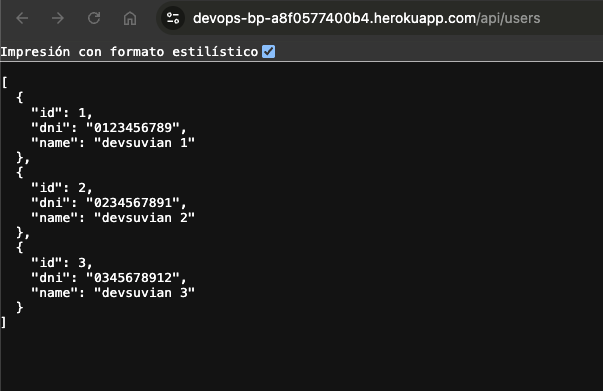 devops-bp-a8f0577400b4.herokuapp.com/api/users
Impresión con formato estilístico
[
  {
    "id": 1,
    "dni": "0123456789",
    "name": "devsuvian 1"
  },
  {
    "id": 2,
    "dni": "0234567891",
    "name": "devsuvian 2"
  },
  {
    "id": 3,
    "dni": "0345678912",
    "name": "devsuvian 3"
  }
]